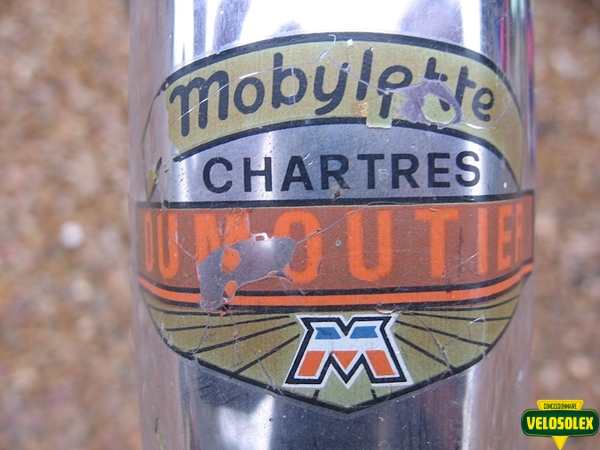 Mobylette
CHARTRES
DUMOUTIER
M
CONCESSIONNAIRE
VELOSOLEX